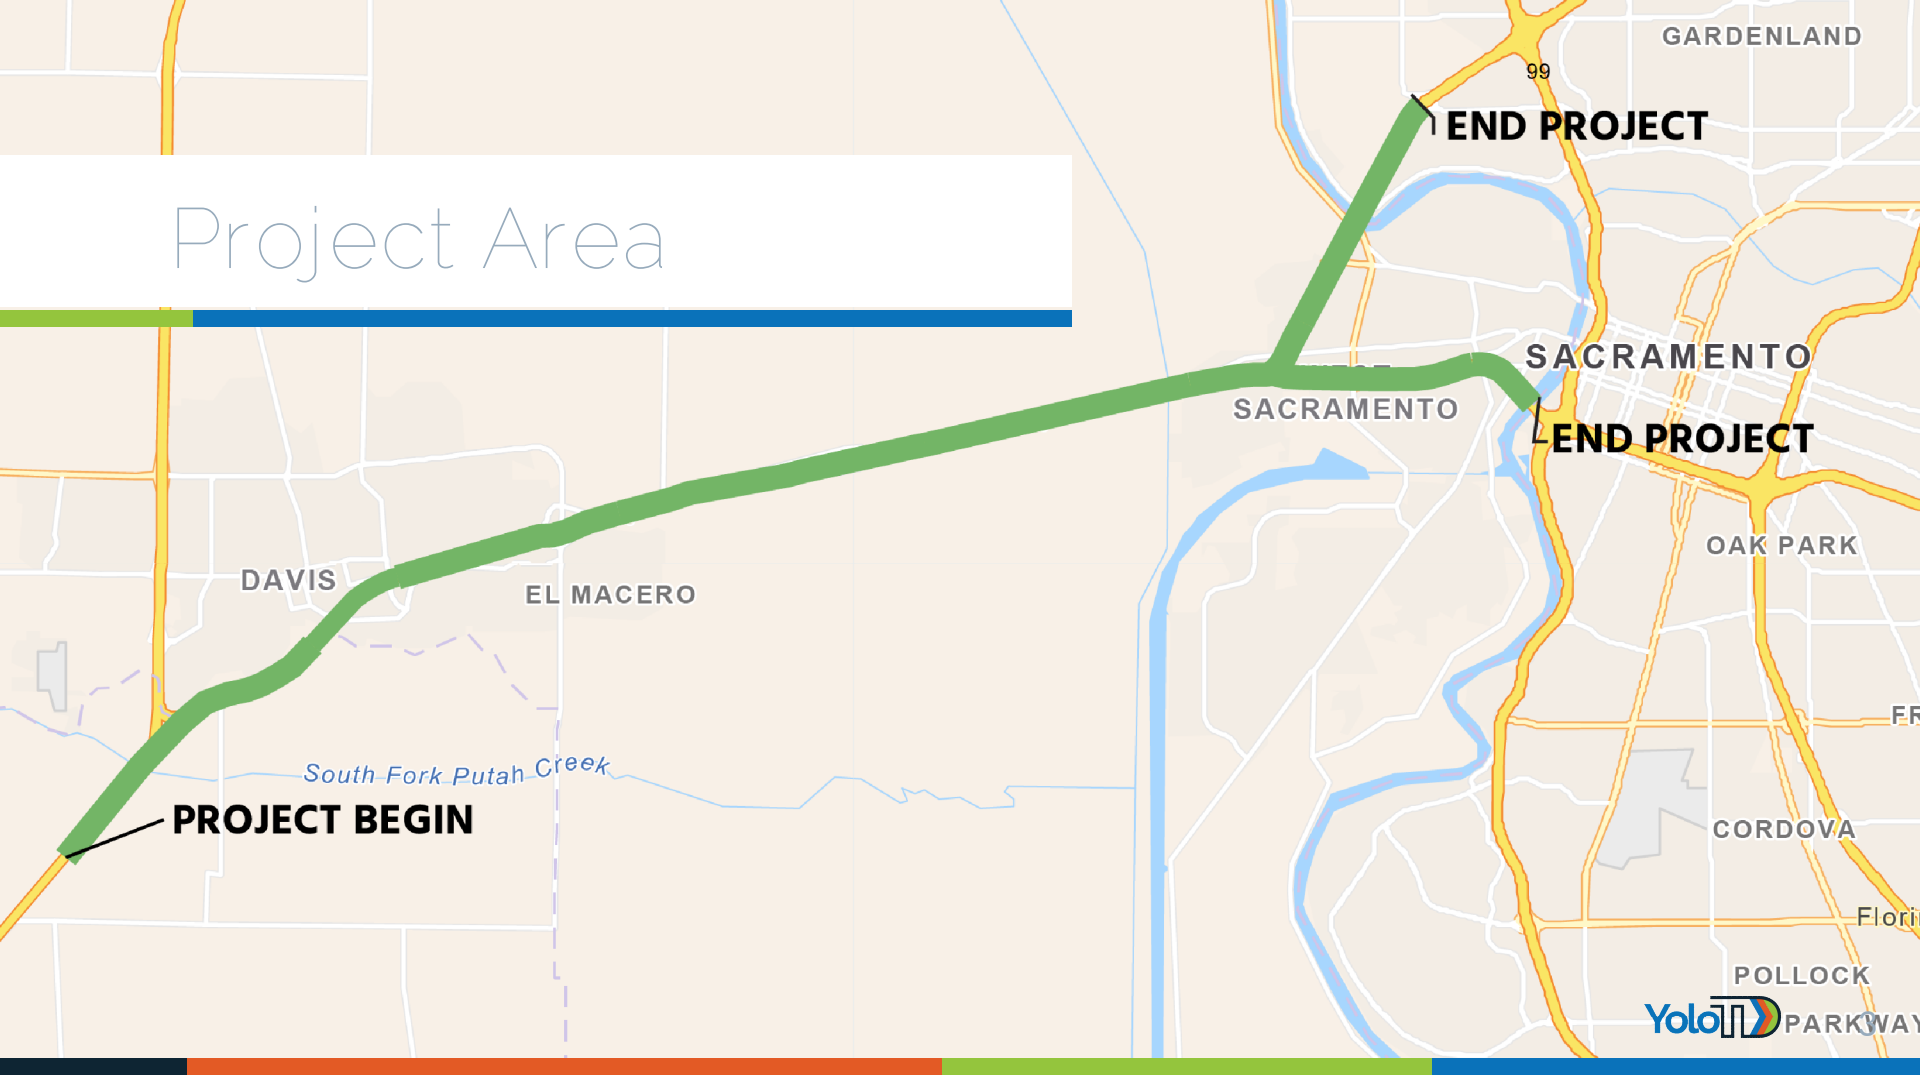 GARDENLAND
99
END PROJECT
Project Area
SACRAMENTO
SACRAMENTO
END PROJECT
OAK PARK
DAVIS
EL MACERO
South Fork Putah Creek
PROJECT BEGIN
CORDOVA
POLLOCK
YoloTD
PARKWAY
3